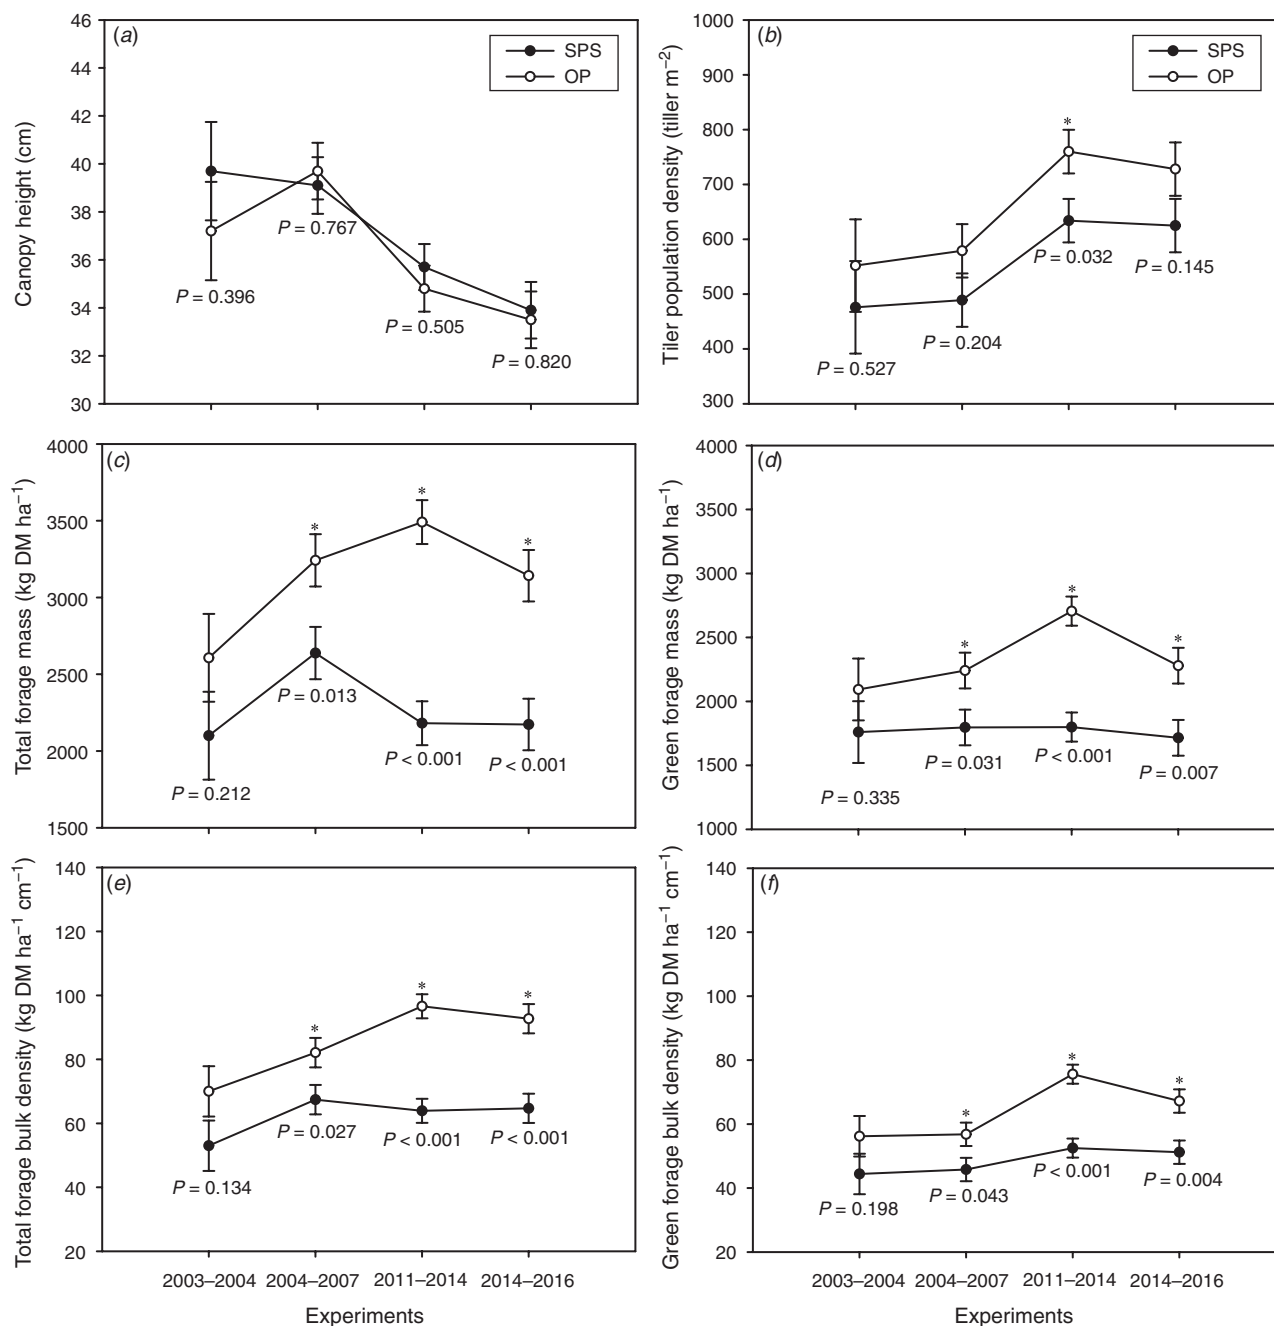 (a)
SPS
OP
46
44
42
40
38
36
34
32
30
Canopy height (cm)
P = 0.396
P = 0.767
P = 0.505
P = 0.820
(b)
SPS
OP
1000
900
800
700
600
500
400
300
Tiler population density (tiller m⁻²)
*
P = 0.527
P = 0.204
P = 0.032
P = 0.145
(c)
4000
3500
3000
2500
2000
1500
Total forage mass (kg DM ha⁻¹)
*
*
*
P = 0.212
P = 0.013
P < 0.001
P < 0.001
(d)
4000
3500
3000
2500
2000
1500
1000
Green forage mass (kg DM ha⁻¹)
*
*
*
P = 0.335
P = 0.031
P < 0.001
P = 0.007
(e)
140
120
100
80
60
40
20
Total forage bulk density (kg DM ha⁻¹ cm⁻¹)
*
*
*
P = 0.134
P = 0.027
P < 0.001
P < 0.001
2003–2004 2004–2007 2011–2014 2014–2016
Experiments
(f)
140
120
100
80
60
40
20
Green forage bulk density (kg DM ha⁻¹ cm⁻¹)
*
*
*
P = 0.198
P = 0.043
P < 0.001
P = 0.004
2003–2004 2004–2007 2011–2014 2014–2016
Experiments